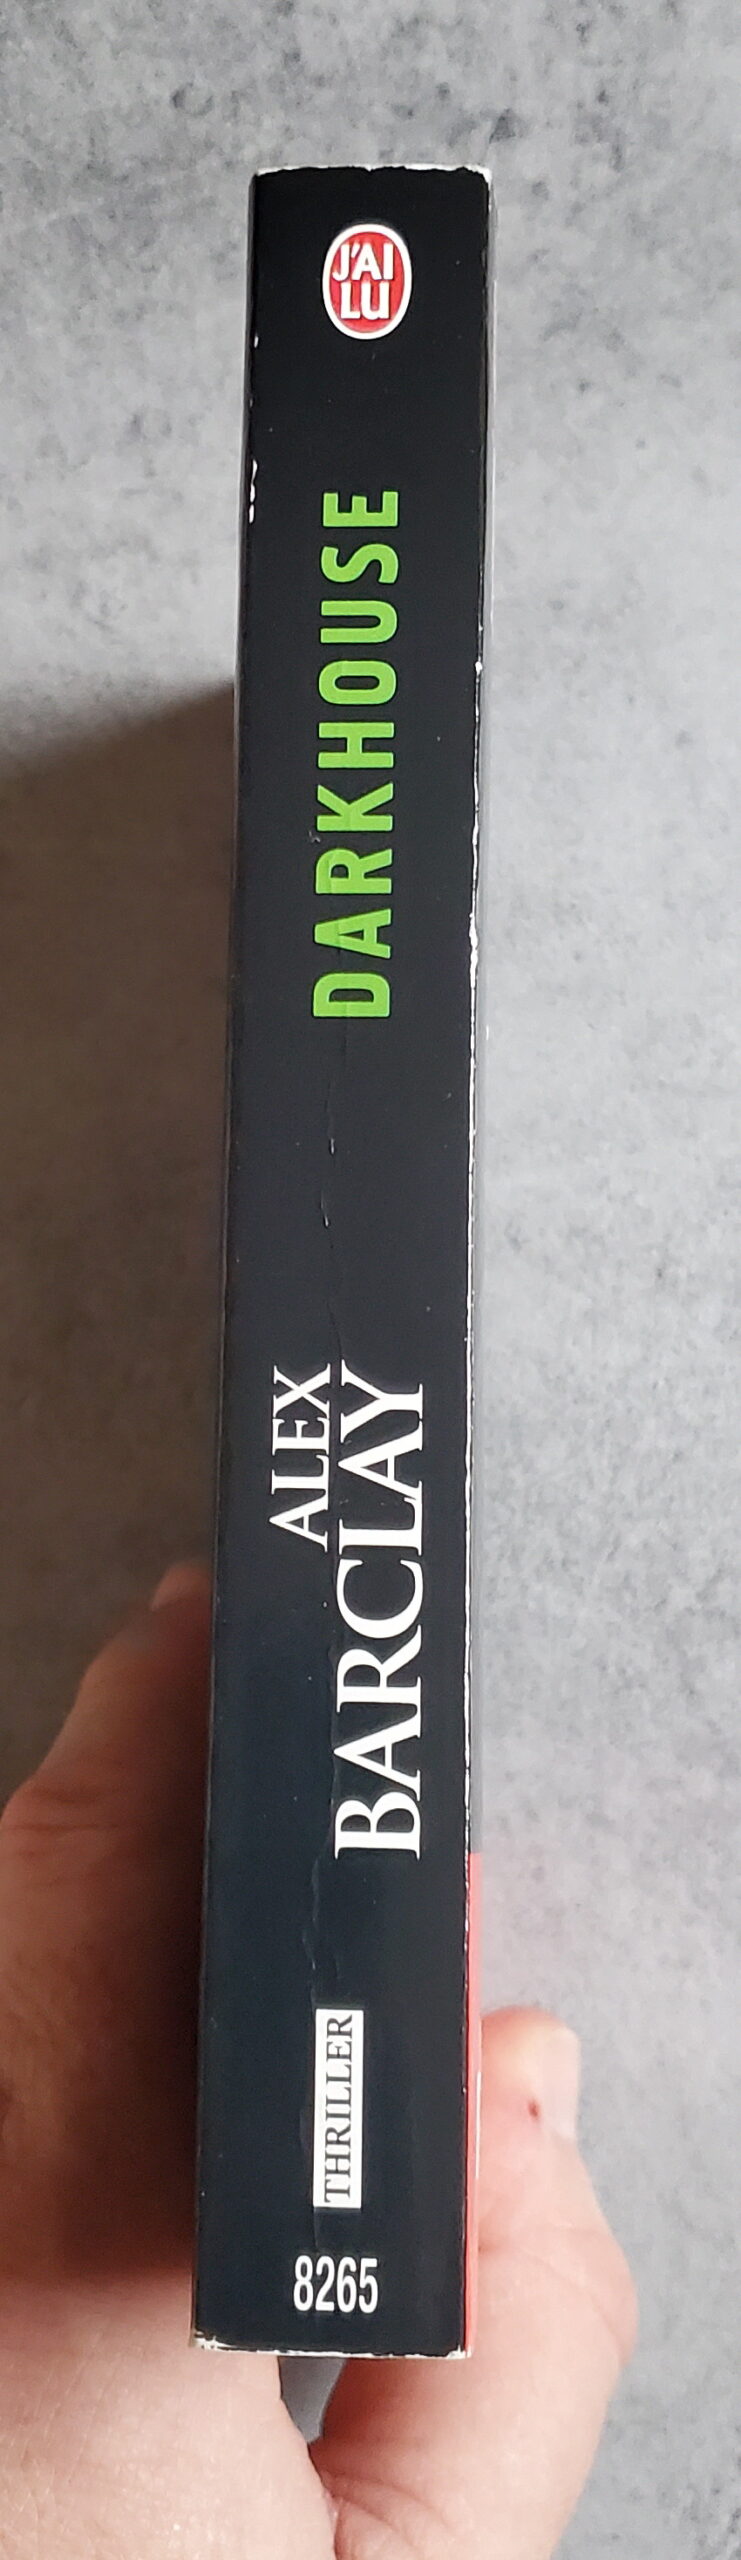 J'AI
LU
DARKHOUSE
ALEX
BARCLAY
THRILLER
8265